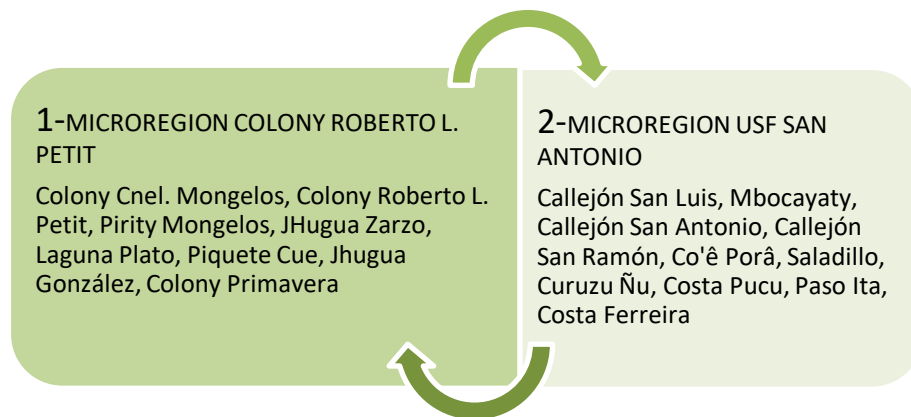 1-MICROREGION COLONY ROBERTO L.
PETIT
Colony Cnel. Mongelos, Colony Roberto L.
Petit, Pirity Mongelos, JHugua Zarzo,
Laguna Plato, Piquete Cue, Jhugua
González, Colony Primavera
2-MICROREGION USF SAN
ANTONIO
Callejón San Luis, Mbocayaty,
Callejón San Antonio, Callejón
San Ramón, Co'ê Porâ, Saladillo,
Curuzu Ñu, Costa Pucu, Paso Ita,
Costa Ferreira